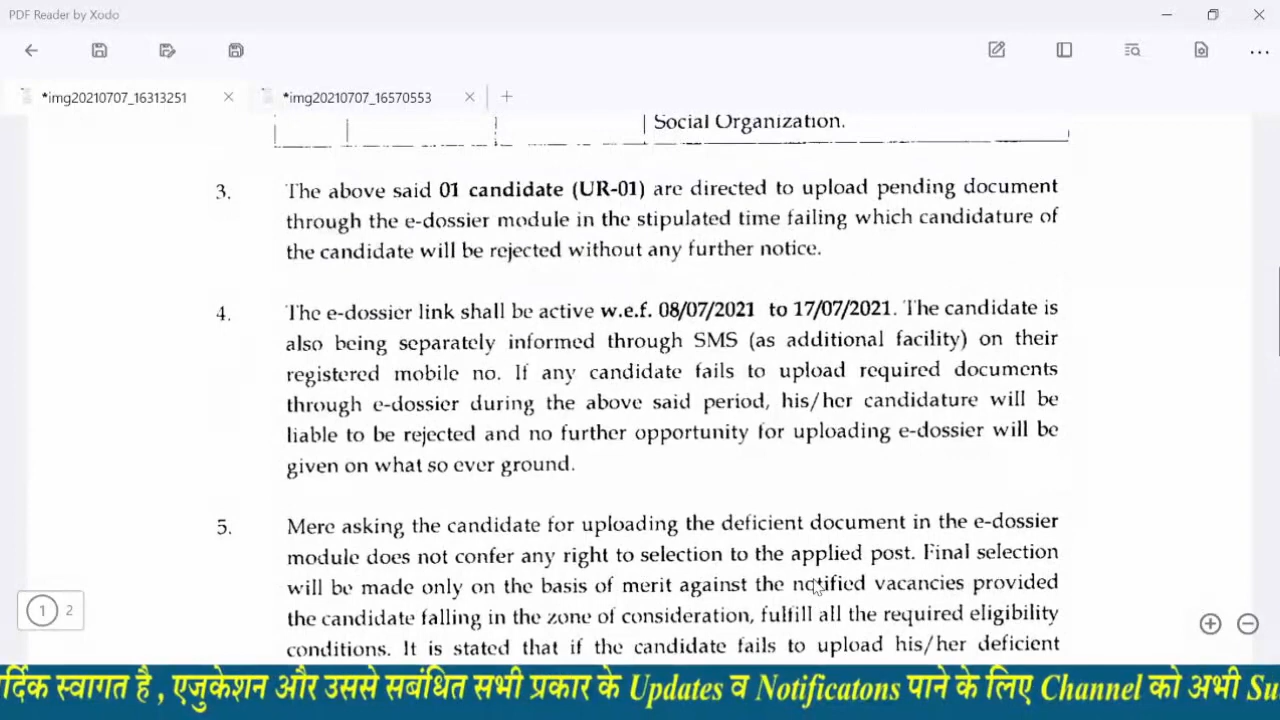 PDF Reader by Xodo
*img20210707_16313251
*img20210707_16570553
Social Organization.
3. The above said 01 candidate (UR-01) are directed to upload pending document
through the e-dossier module in the stipulated time failing which candidature of
the candidate will be rejected without any further notice.
4. The e-dossier link shall be active w.e.f. 08/07/2021 to 17/07/2021. The candidate is
also being separately informed through SMS (as additional facility) on their
registered mobile no. If any candidate fails to upload required documents
through e-dossier during the above said period, his/her candidature will be
liable to be rejected and no further opportunity for uploading e-dossier will be
given on what so ever ground.
5. Mere asking the candidate for uploading the deficient document in the e-dossier
module does not confer any right to selection to the applied post. Final selection
will be made only on the basis of merit against the notified vacancies provided
the candidate falling in the zone of consideration, fulfill all the required eligibility
conditions. It is stated that if the candidate fails to upload his/her deficient
1 2
र्दिक स्वागत है , एजुकेशन और उससे सबंधित सभी प्रकार के Updates व Notificatons पाने के लिए Channel को अभी Su